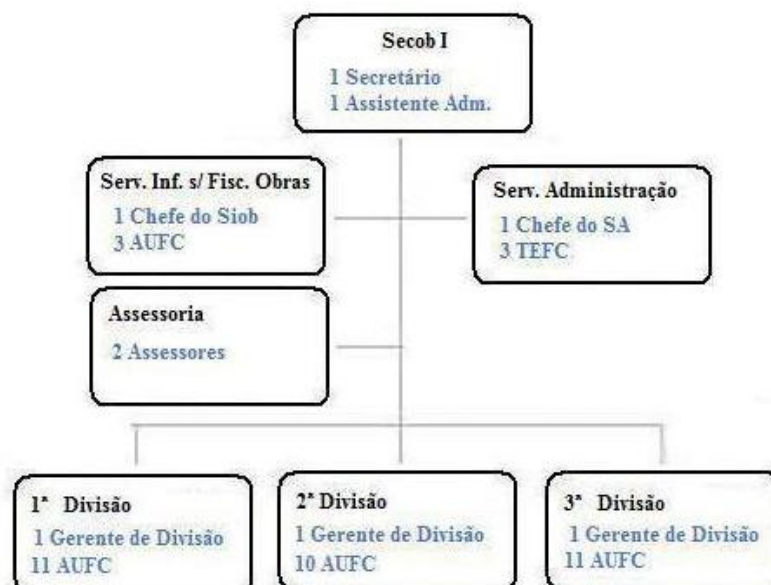 Secob I
1 Secretário
1 Assistente Adm.
Serv. Inf. s/ Fisc. Obras
1 Chefe do Siob
3 AUFC
Serv. Administração
1 Chefe do SA
3 TEFC
Assessoria
2 Assessores
1ª Divisão
1 Gerente de Divisão
11 AUFC
2ª Divisão
1 Gerente de Divisão
10 AUFC
3ª Divisão
1 Gerente de Divisão
11 AUFC